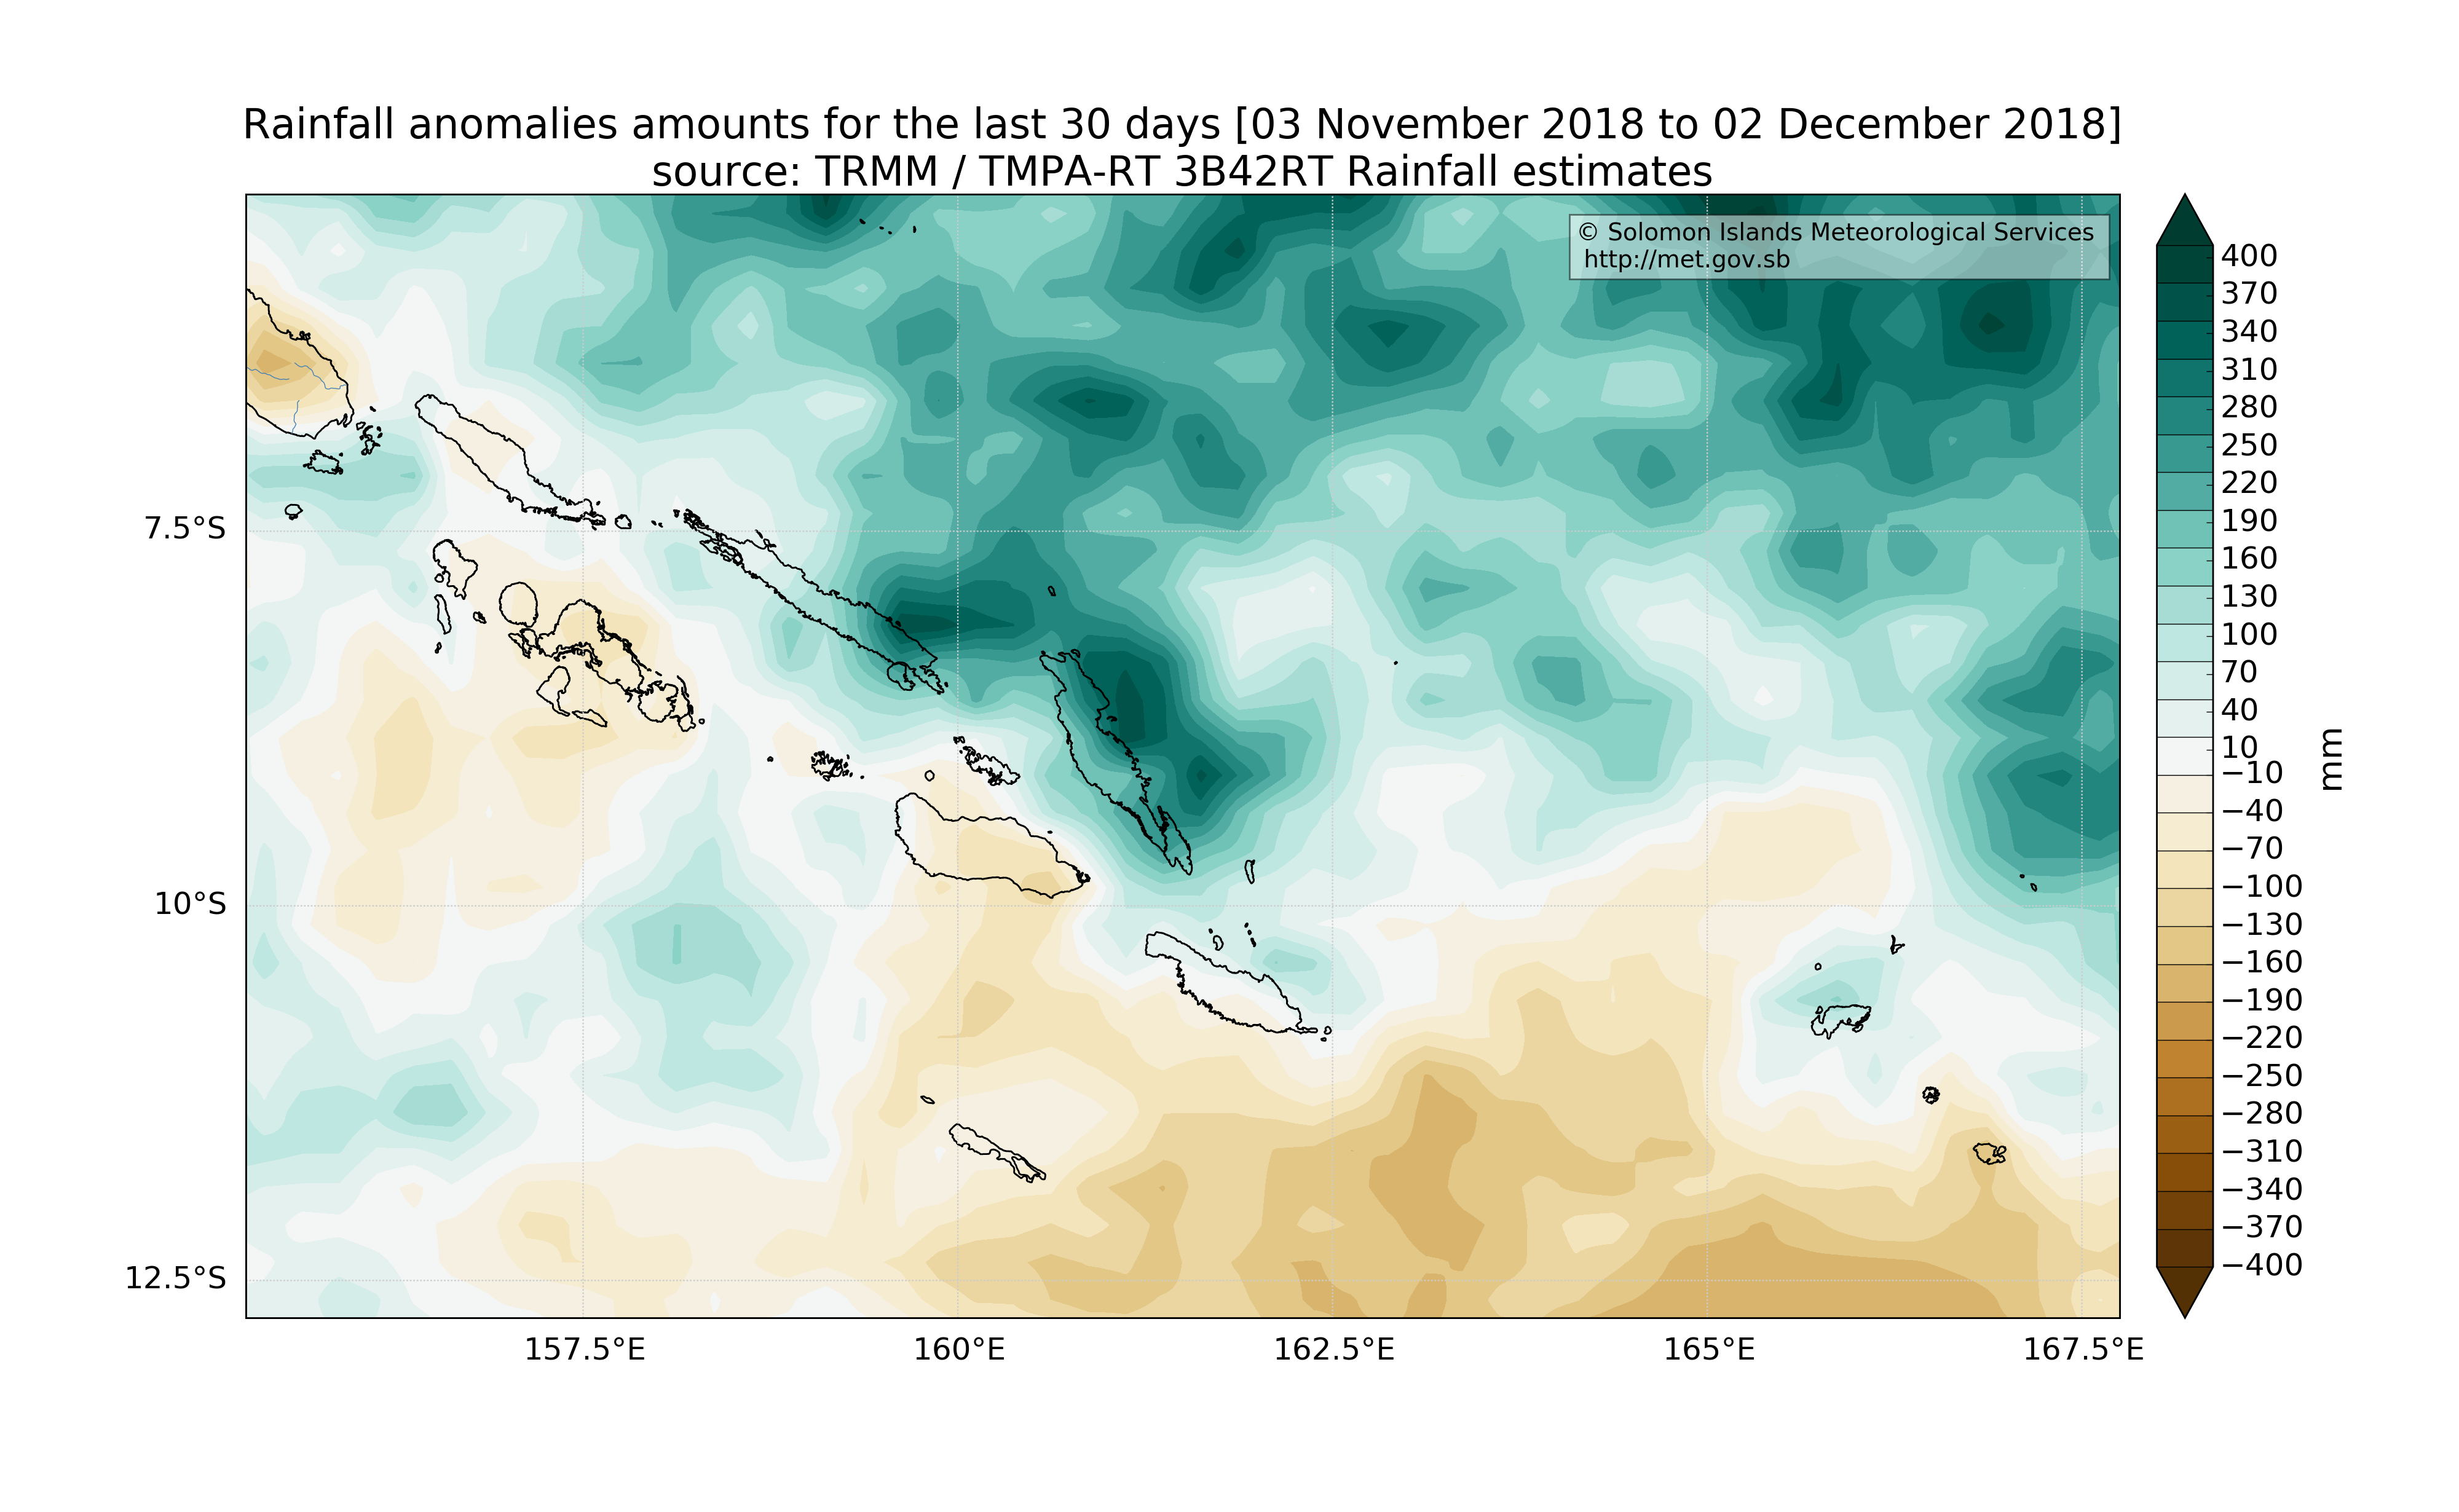 Rainfall anomalies amounts for the last 30 days [03 November 2018 to 02 December 2018]
source: TRMM / TMPA-RT 3B42RT Rainfall estimates
© Solomon Islands Meteorological Services
http://met.gov.sb
7.5°S
10°S
12.5°S
157.5°E
160°E
162.5°E
165°E
167.5°E
400
370
340
310
280
250
220
190
160
130
100
70
40
10
−10
−40
−70
−100
−130
−160
−190
−220
−250
−280
−310
−340
−370
−400
mm